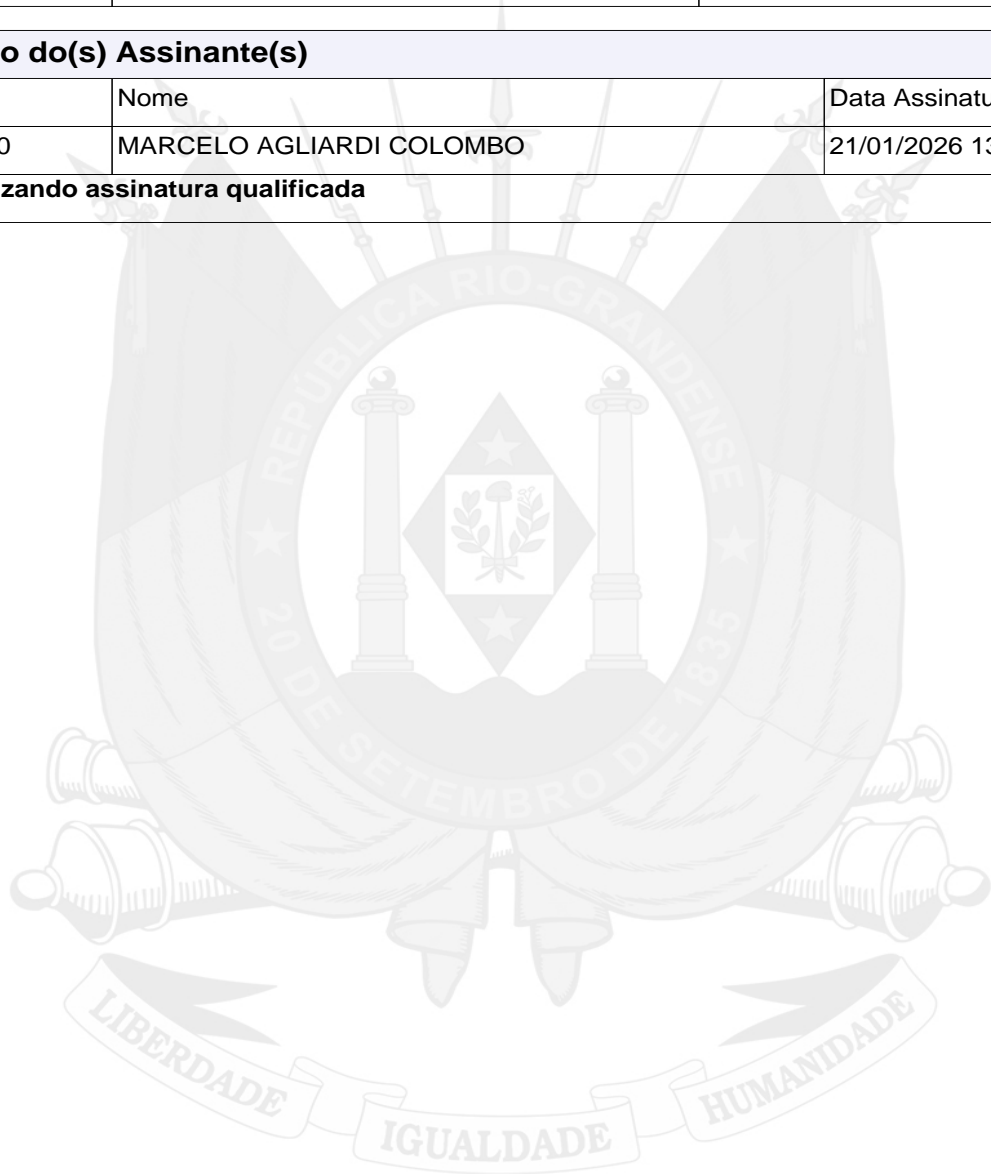 o do(s) Assinante(s)
Nome
Data Assinatu
0
MARCELO AGLIARDI COLOMBO
21/01/2026 13
zando assinatura qualificada
REPÚBLICA RIO-GRANDENSE
20 DE SETEMBRO DE 1835
LIBERDADE
IGUALDADE
HUMANIDADE